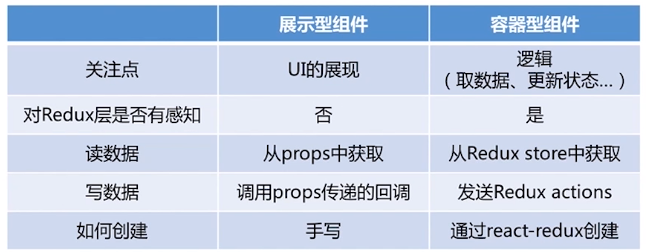 展示型组件 容器型组件
关注点 UI的展现 逻辑
（取数据、更新状态...）
对Redux层是否有感知 否 是
读数据 从props中获取 从Redux store中获取
写数据 调用props传递的回调 发送Redux actions
如何创建 手写 通过react-redux创建